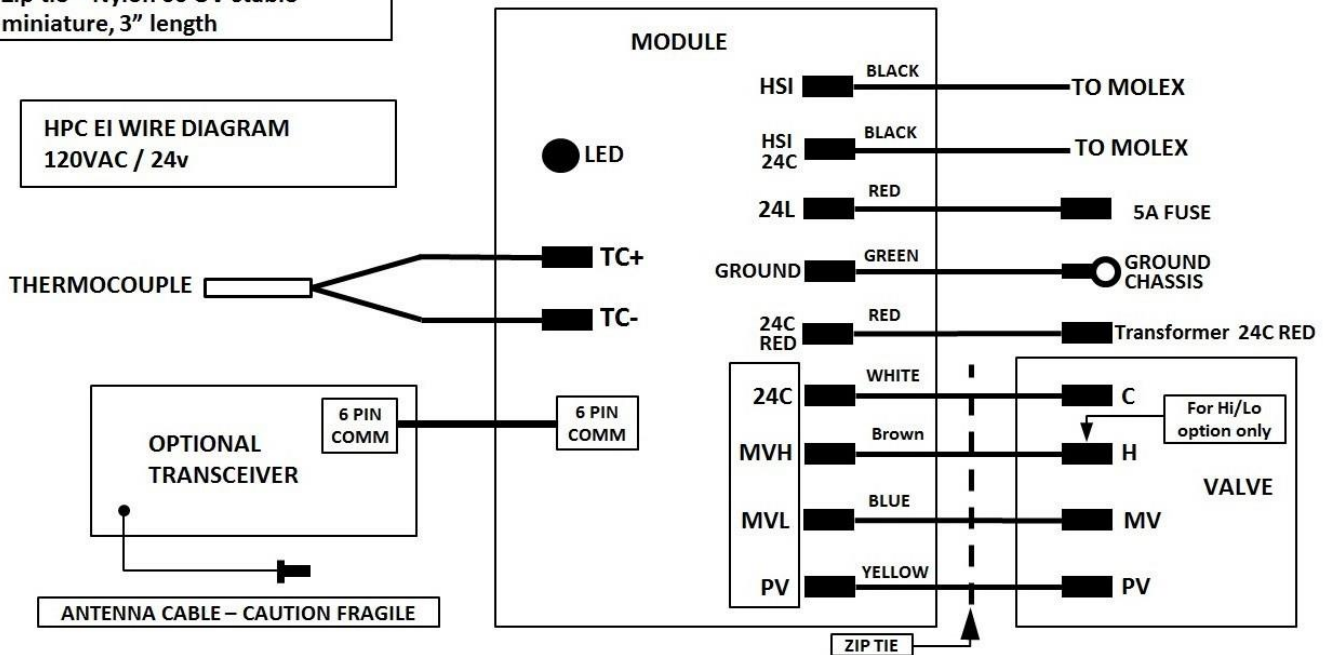 miniature, 3” length
HPC EI WIRE DIAGRAM
120VAC / 24v
MODULE
LED
HSI
BLACK
TO MOLEX
HSI
24C
BLACK
TO MOLEX
24L
RED
5A FUSE
GROUND
GREEN
GROUND
CHASSIS
24C
RED
RED
Transformer 24C RED
THERMOCOUPLE
TC+
TC-
OPTIONAL
TRANSCEIVER
6 PIN
COMM
6 PIN
COMM
ANTENNA CABLE – CAUTION FRAGILE
24C
WHITE
C
For Hi/Lo
option only
MVH
Brown
H
VALVE
MVL
BLUE
MV
PV
YELLOW
PV
ZIP TIE